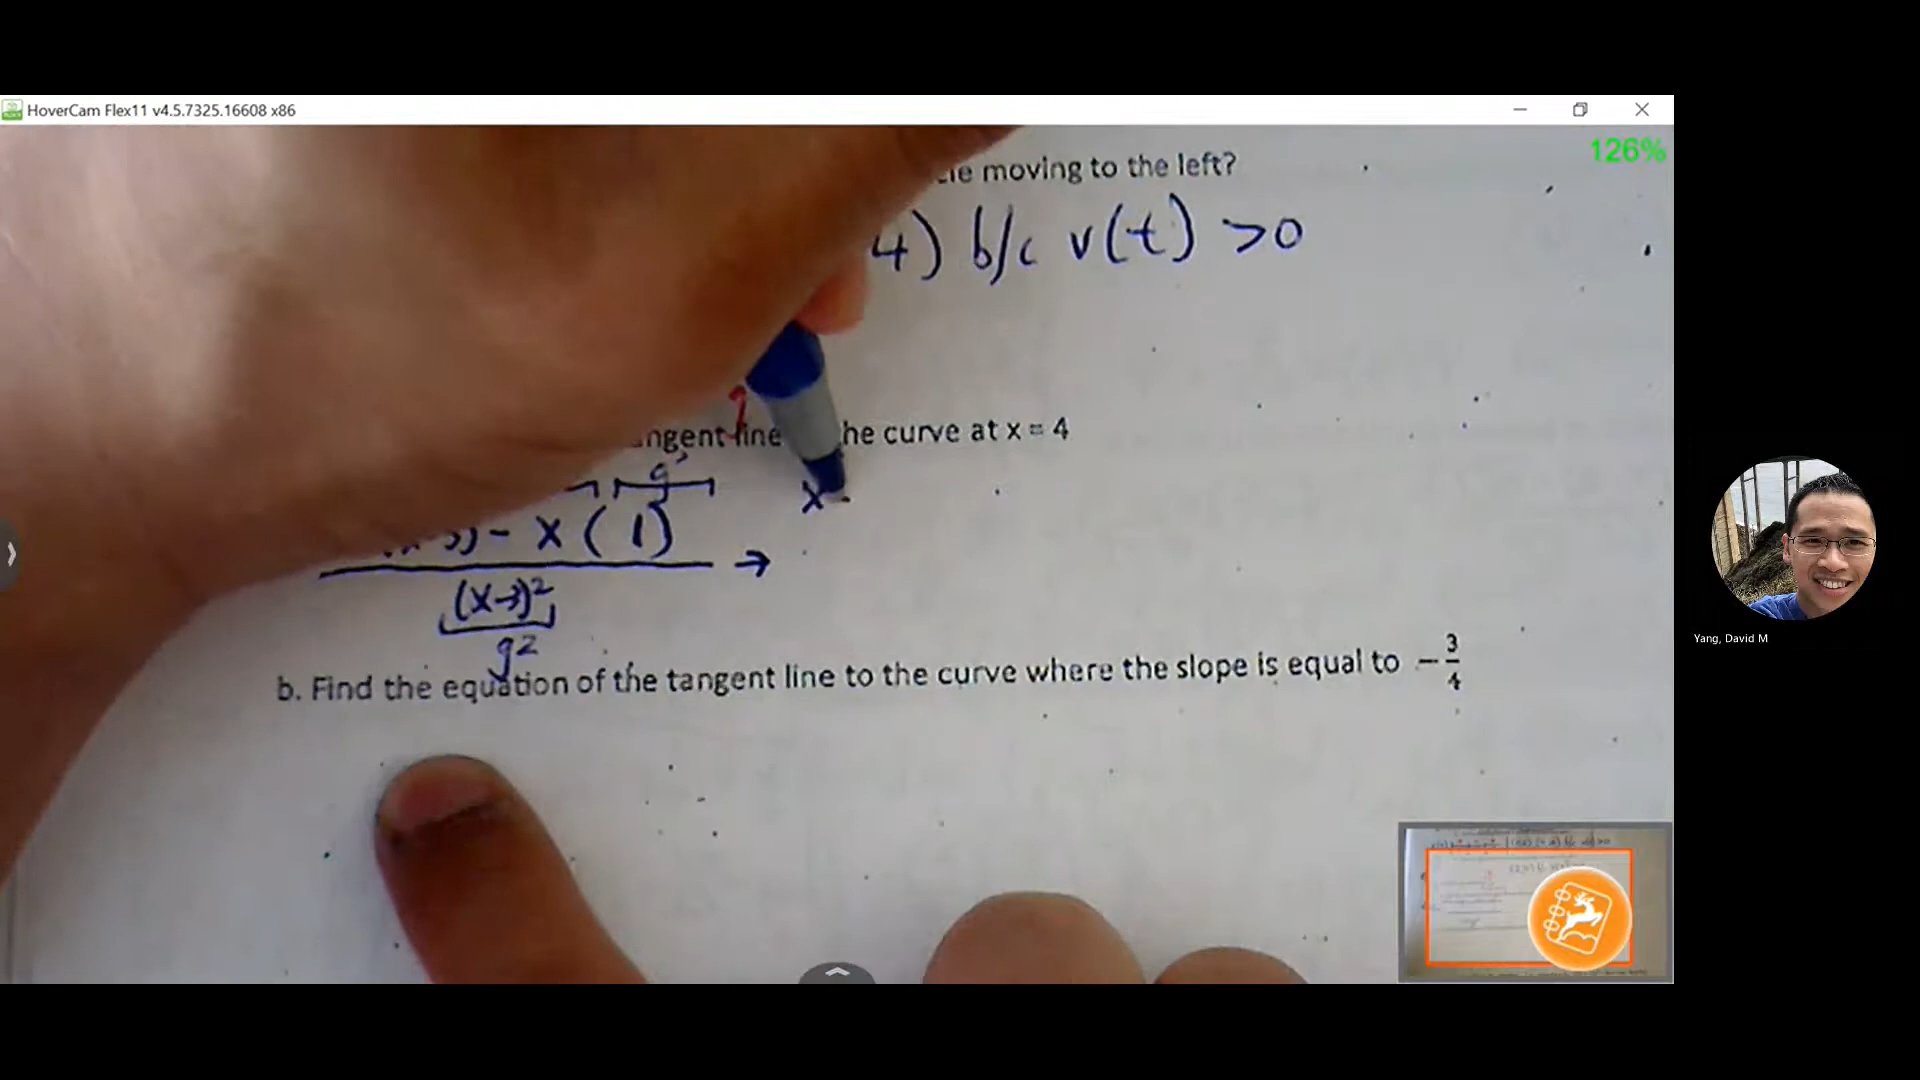 HoverCam Flex11 v4.5.7325.16608 x86
126%
moving to the left?
4) b/c v(t) >0
line he curve at x = 4
g'
- x ( 1 )
x -
→
(x-3)²
g²
b. Find the equation of the tangent line to the curve where the slope is equal to - 3/4
Yang, David M